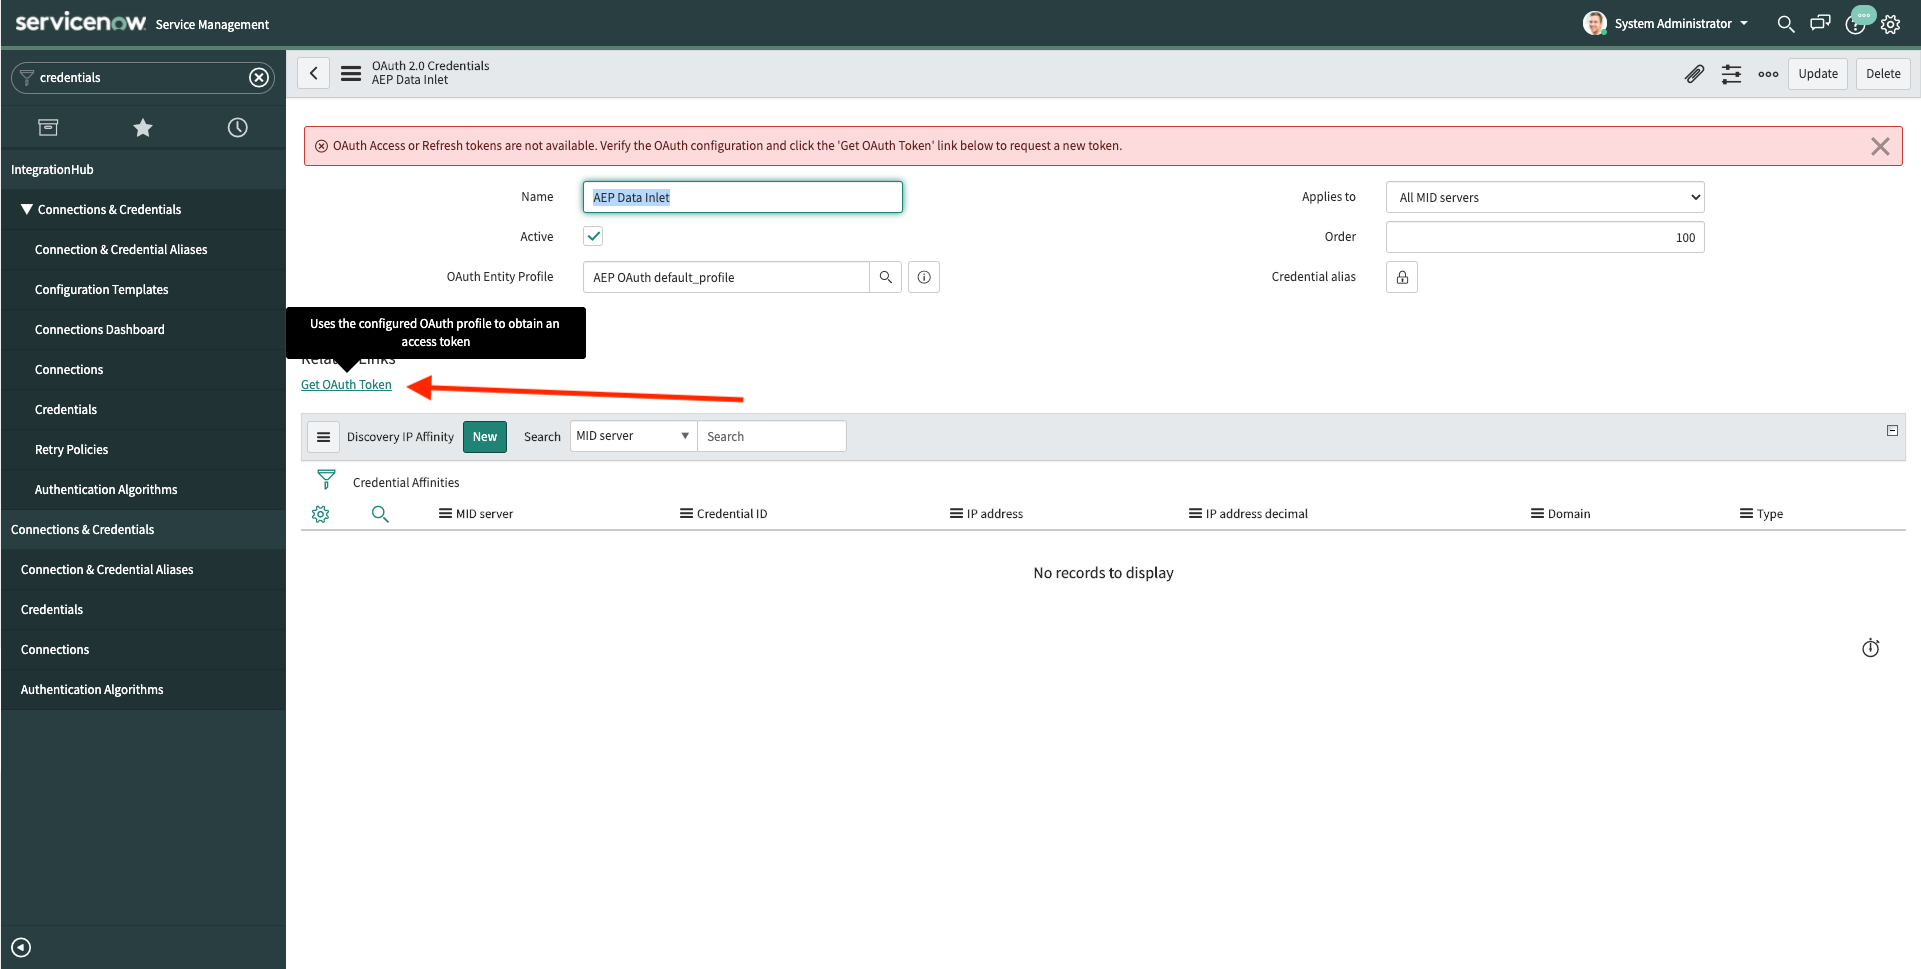 servicenow. Service Management
System Administrator
credentials
IntegrationHub
Connections & Credentials
Connection & Credential Aliases
Configuration Templates
Connections Dashboard
Connections
Credentials
Retry Policies
Authentication Algorithms
Connections & Credentials
Connection & Credential Aliases
Credentials
Connections
Authentication Algorithms
OAuth 2.0 Credentials
AEP Data Inlet
Update
Delete
OAuth Access or Refresh tokens are not available. Verify the OAuth configuration and click the 'Get OAuth Token' link below to request a new token.
Name
AEP Data Inlet
Applies to
All MID servers
Active
Order
100
OAuth Entity Profile
AEP OAuth default_profile
Credential alias
Uses the configured OAuth profile to obtain an
access token
Related Links
Get OAuth Token
Discovery IP Affinity
New
Search
MID server
Search
Credential Affinities
MID server
Credential ID
IP address
IP address decimal
Domain
Type
No records to display